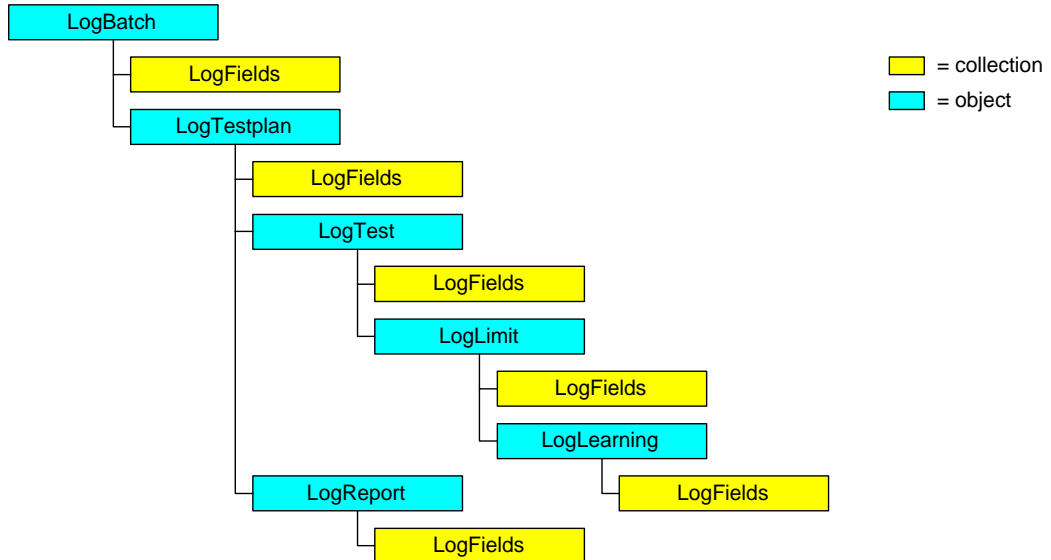 LogBatch
LogFields
= collection
= object
LogTestplan
LogFields
LogTest
LogFields
LogLimit
LogFields
LogLearning
LogReport
LogFields
LogFields